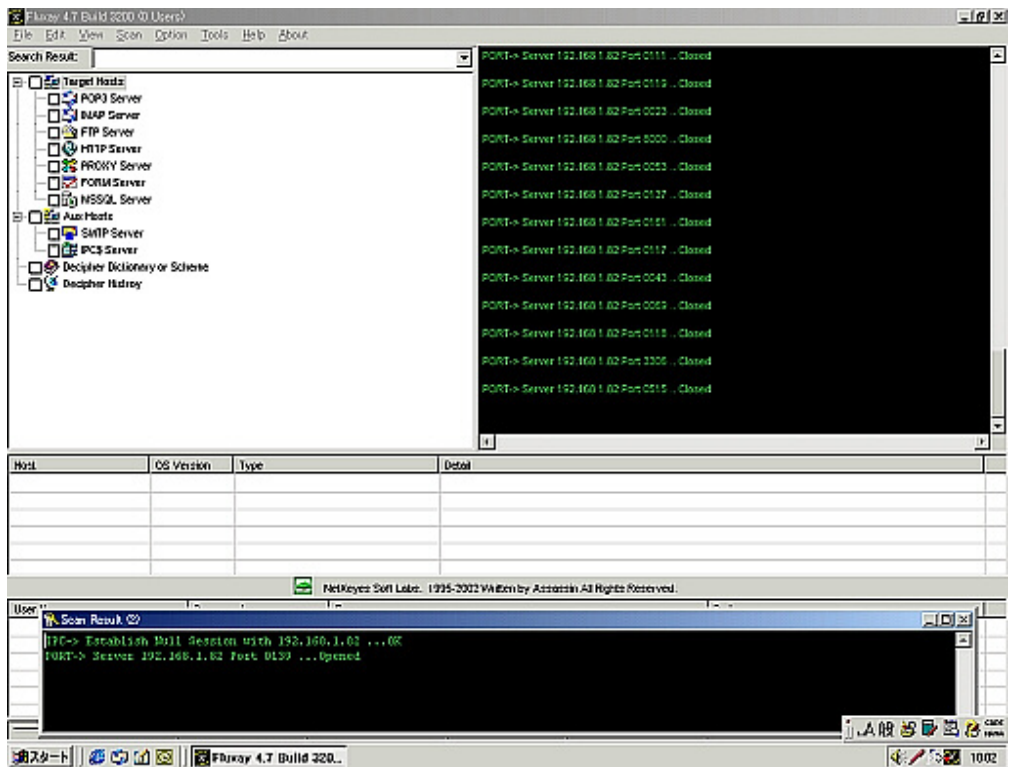 Fluxay 4.7 Build 3200 (0 Users)
File Edit View Scan Option Tools Help About
Search Result:
Target Hosts
POP3 Server
IMAP Server
FTP Server
HTTP Server
PROXY Server
FORM Server
MSSQL Server
Aux Hosts
SMTP Server
IPC$ Server
Decipher Dictionary or Scheme
Decipher Histroy
PORT-> Server 192.168.1.82 Port 0111 ...Closed
PORT-> Server 192.168.1.82 Port 0119 ...Closed
PORT-> Server 192.168.1.82 Port 0023 ...Closed
PORT-> Server 192.168.1.82 Port ...Closed
PORT-> Server 192.168.1.82 Port 0053 ...Closed
PORT-> Server 192.168.1.82 Port 0137 ...Closed
PORT-> Server 192.168.1.82 Port 0161 ...Closed
PORT-> Server 192.168.1.82 Port 0117 ...Closed
PORT-> Server 192.168.1.82 Port 0043 ...Closed
PORT-> Server 192.168.1.82 Port 0069 ...Closed
PORT-> Server 192.168.1.82 Port 0118 ...Closed
PORT-> Server 192.168.1.82 Port 3306 ...Closed
PORT-> Server 192.168.1.82 Port 0515 ...Closed
Host OS Version Type Detail
NetXeyes Soft Labs. 1995-2002 Written by Assassin All Rights Reserved.
User
Scan Result (2)
IPC-> Establish Null Session with 192.168.1.82 ...OK
PORT-> Server 192.168.1.82 Port 0139 ...Opened
A 般 CAPS
スタート Fluxay 4.7 Build 320... 10:02